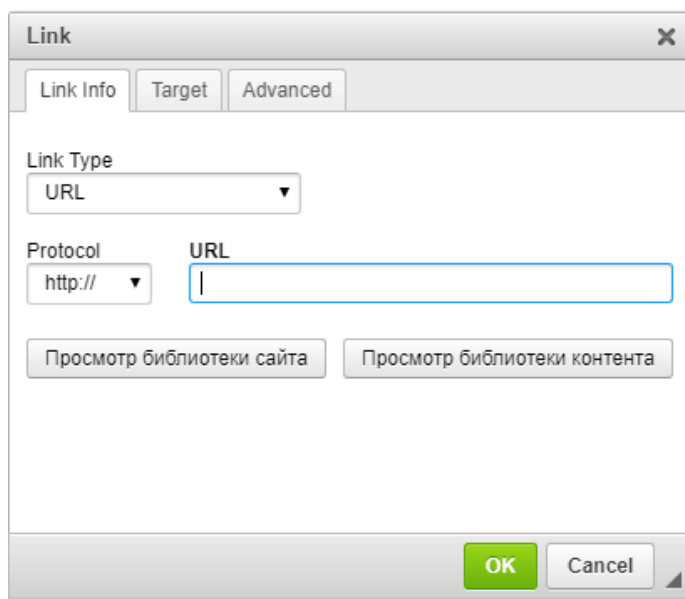 Link
Link Info Target Advanced
Link Type
URL
Protocol URL
http://
Просмотр библиотеки сайта Просмотр библиотеки контента
OK Cancel